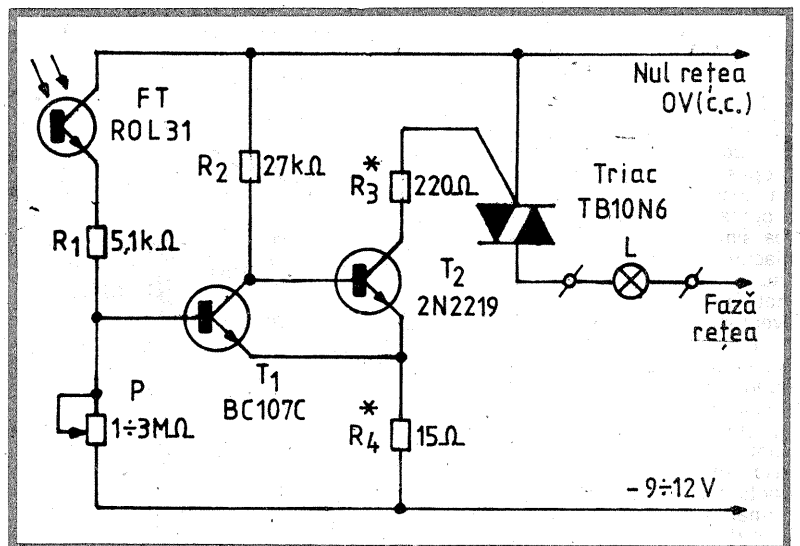 FT
ROL31
Nul rețea
0V(c.c.)
R2
27kΩ
*
R3
220Ω
Triac
TB10N6
L
R1
5,1kΩ
T2
2N2219
Fază
rețea
T1
BC107C
P
1÷3MΩ
*
R4
15Ω
-9÷12V